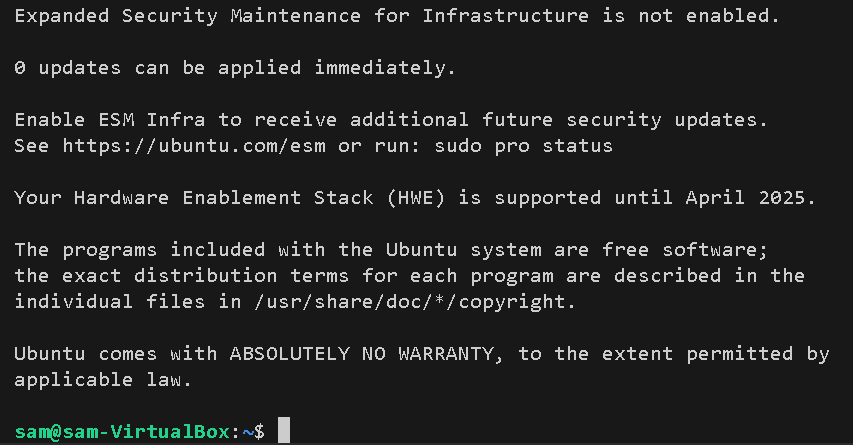 Expanded Security Maintenance for Infrastructure is not enabled.
0 updates can be applied immediately.
Enable ESM Infra to receive additional future security updates.
See https://ubuntu.com/esm or run: sudo pro status
Your Hardware Enablement Stack (HWE) is supported until April 2025.
The programs included with the Ubuntu system are free software;
the exact distribution terms for each program are described in the
individual files in /usr/share/doc/*/copyright.
Ubuntu comes with ABSOLUTELY NO WARRANTY, to the extent permitted by
applicable law.
sam@sam-VirtualBox:~$